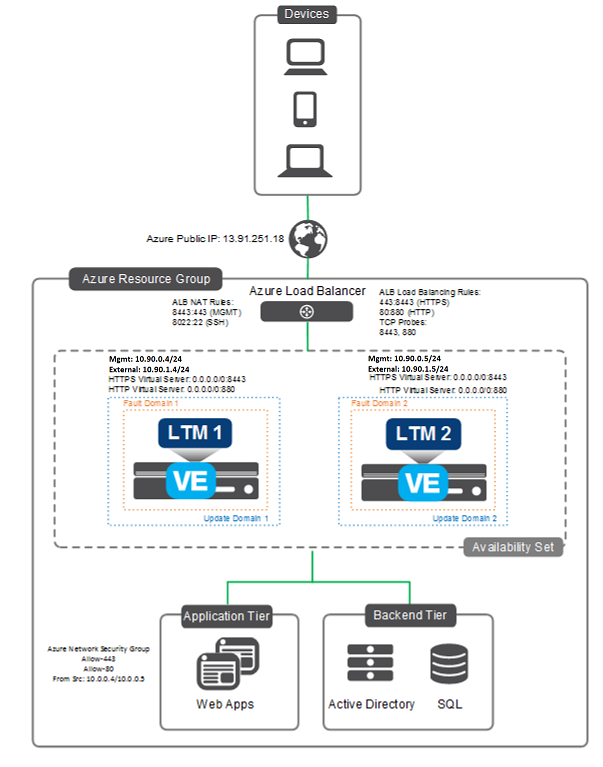 Devices
Azure Public IP: 13.91.251.18
Azure Resource Group
Azure Load Balancer
ALB NAT Rules:
8443:443 (MGMT)
8022:22 (SSH)
ALB Load Balancing Rules:
443:8443 (HTTPS)
80:880 (HTTP)
TCP Probes:
8443, 880
Mgmt: 10.90.0.4/24
External: 10.90.1.4/24
HTTPS Virtual Server: 0.0.0.0/0:8443
HTTP Virtual Server: 0.0.0.0/0:880
Mgmt: 10.90.0.5/24
External: 10.90.1.5/24
HTTPS Virtual Server: 0.0.0.0/0:8443
HTTP Virtual Server: 0.0.0.0/0:880
Fault Domain 1
LTM 1
VE
Update Domain 1
Fault Domain 2
LTM 2
VE
Update Domain 2
Availability Set
Application Tier
Web Apps
Backend Tier
Active Directory
SQL
Azure Network Security Group
Allow-443
Allow-80
From Src: 10.0.0.4/10.0.0.5